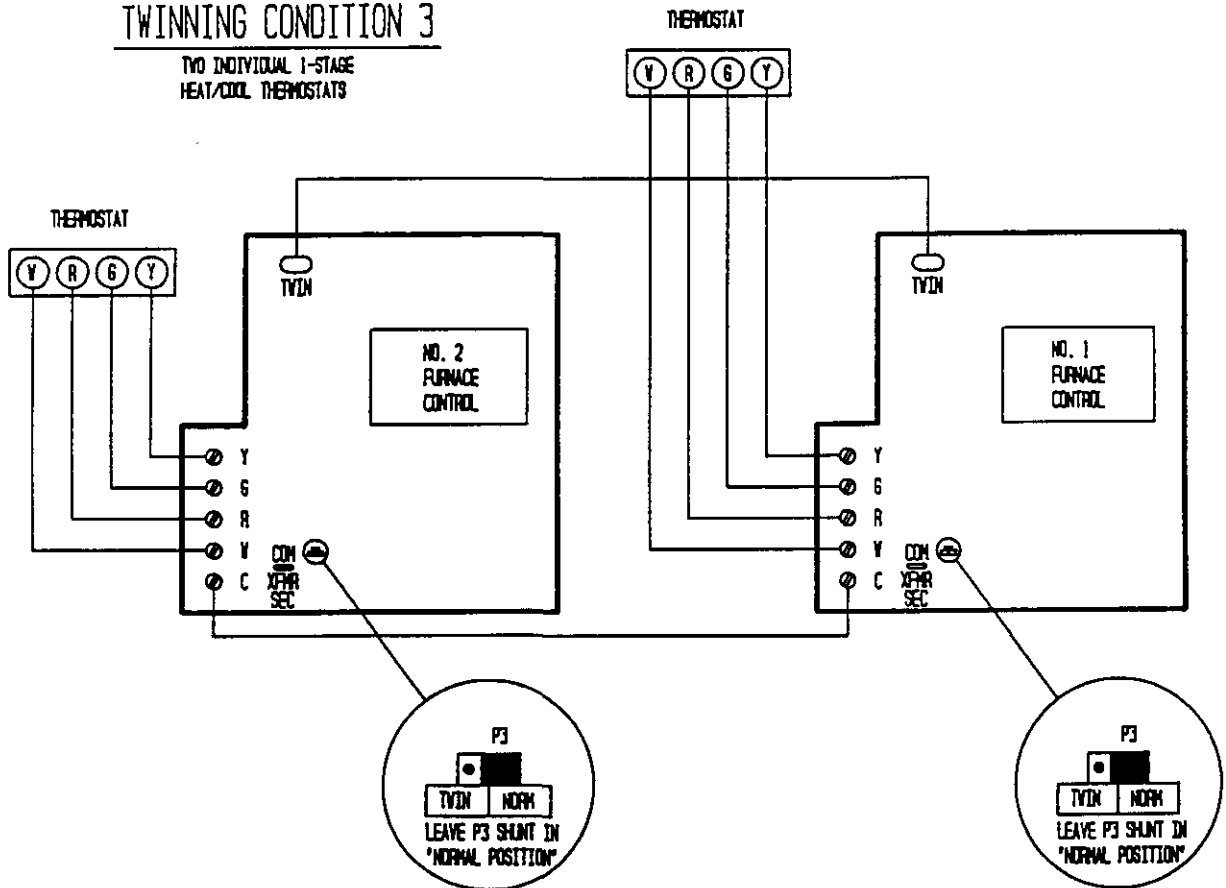 TWINNING CONDITION 3
TWO INDIVIDUAL 1-STAGE
HEAT/COOL THERMOSTATS
THERMOSTAT
W R G Y
THERMOSTAT
W R G Y
TWIN
NO. 2
FURNACE
CONTROL
Y
G
R
W
C
COM
XFMR
SEC
TWIN
NO. 1
FURNACE
CONTROL
Y
G
R
W
C
COM
XFMR
SEC
P3
TWIN NORM
LEAVE P3 SHUNT IN
"NORMAL POSITION"
P3
TWIN NORM
LEAVE P3 SHUNT IN
"NORMAL POSITION"